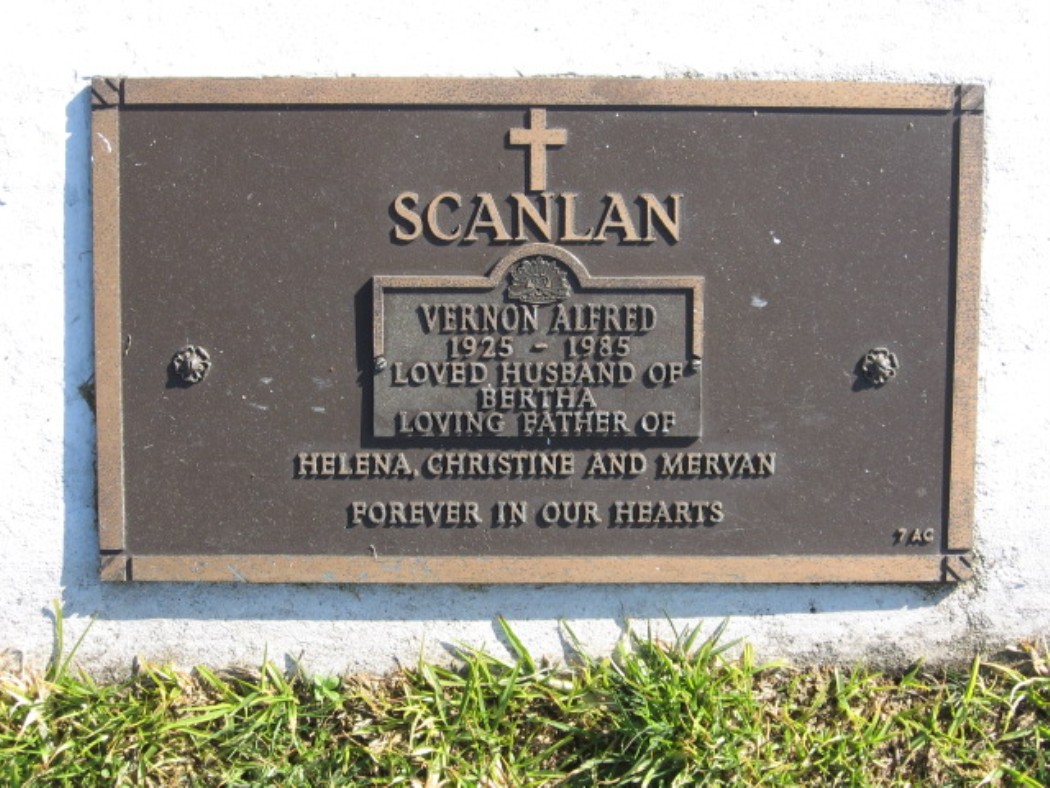 SCANLAN
VERNON ALFRED
1925 - 1985
LOVED HUSBAND OF
BERTHA
LOVING FATHER OF
HELENA, CHRISTINE AND MERVAN
FOREVER IN OUR HEARTS
7 AC